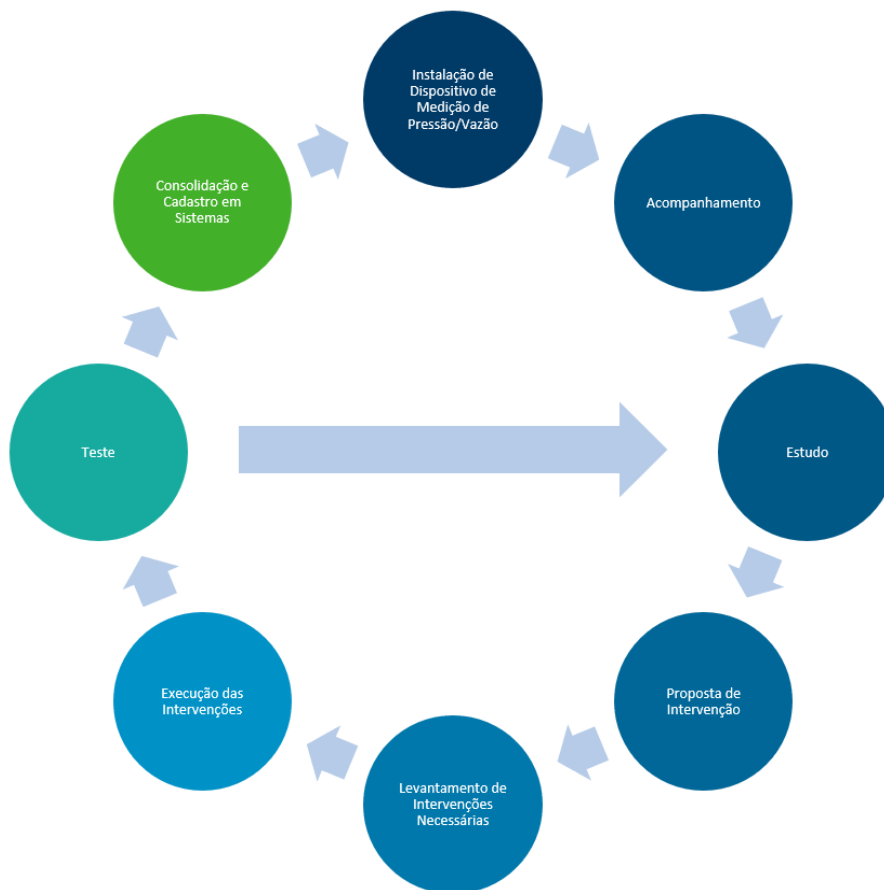 Instalação de
Dispositivo de
Medição de
Pressão/Vazão
Acompanhamento
Estudo
Proposta de
Intervenção
Levantamento de
Intervenções
Necessárias
Execução das
Intervenções
Teste
Consolidação e
Cadastro em
Sistemas